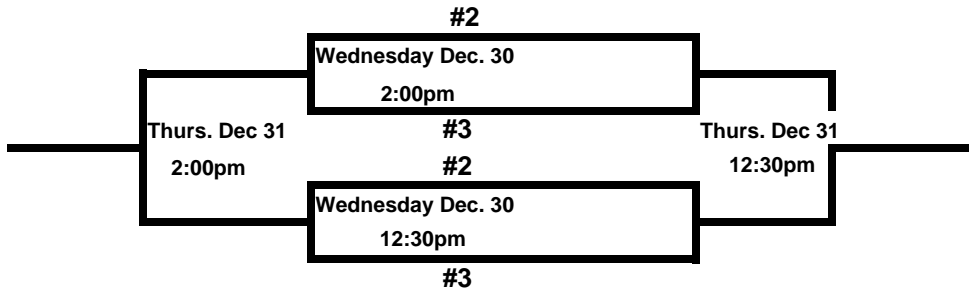 #2
Wednesday Dec. 30
2:00pm
#3
Thurs. Dec 31
2:00pm
Thurs. Dec 31
12:30pm
#2
Wednesday Dec. 30
12:30pm
#3